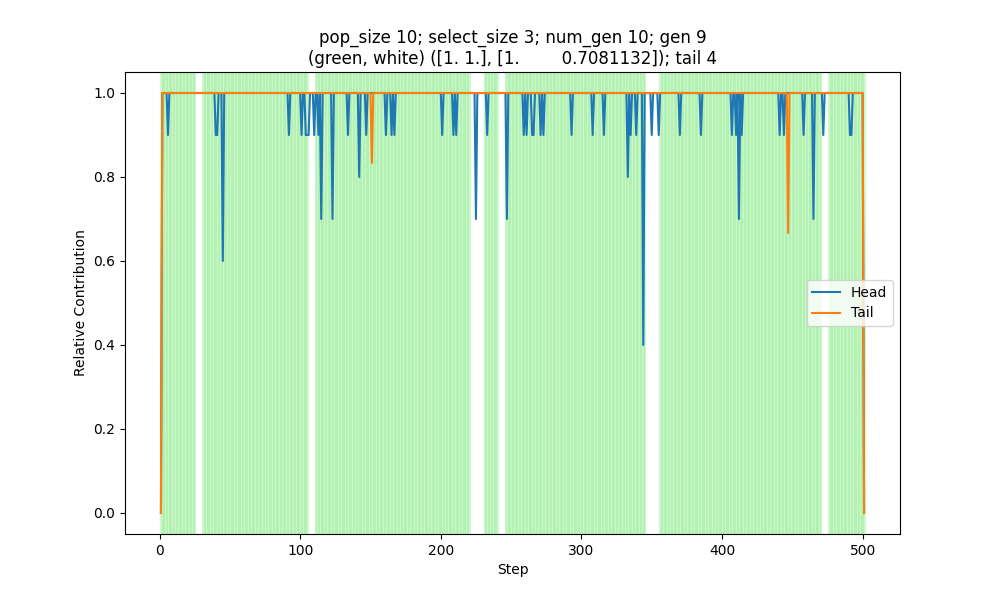 pop_size 10; select_size 3; num_gen 10; gen 9
(green, white) ([1. 1.], [1.        0.7081132]); tail 4
1.0
0.8
0.6
0.4
0.2
0.0
Relative Contribution
Head
Tail
0 100 200 300 400 500
Step